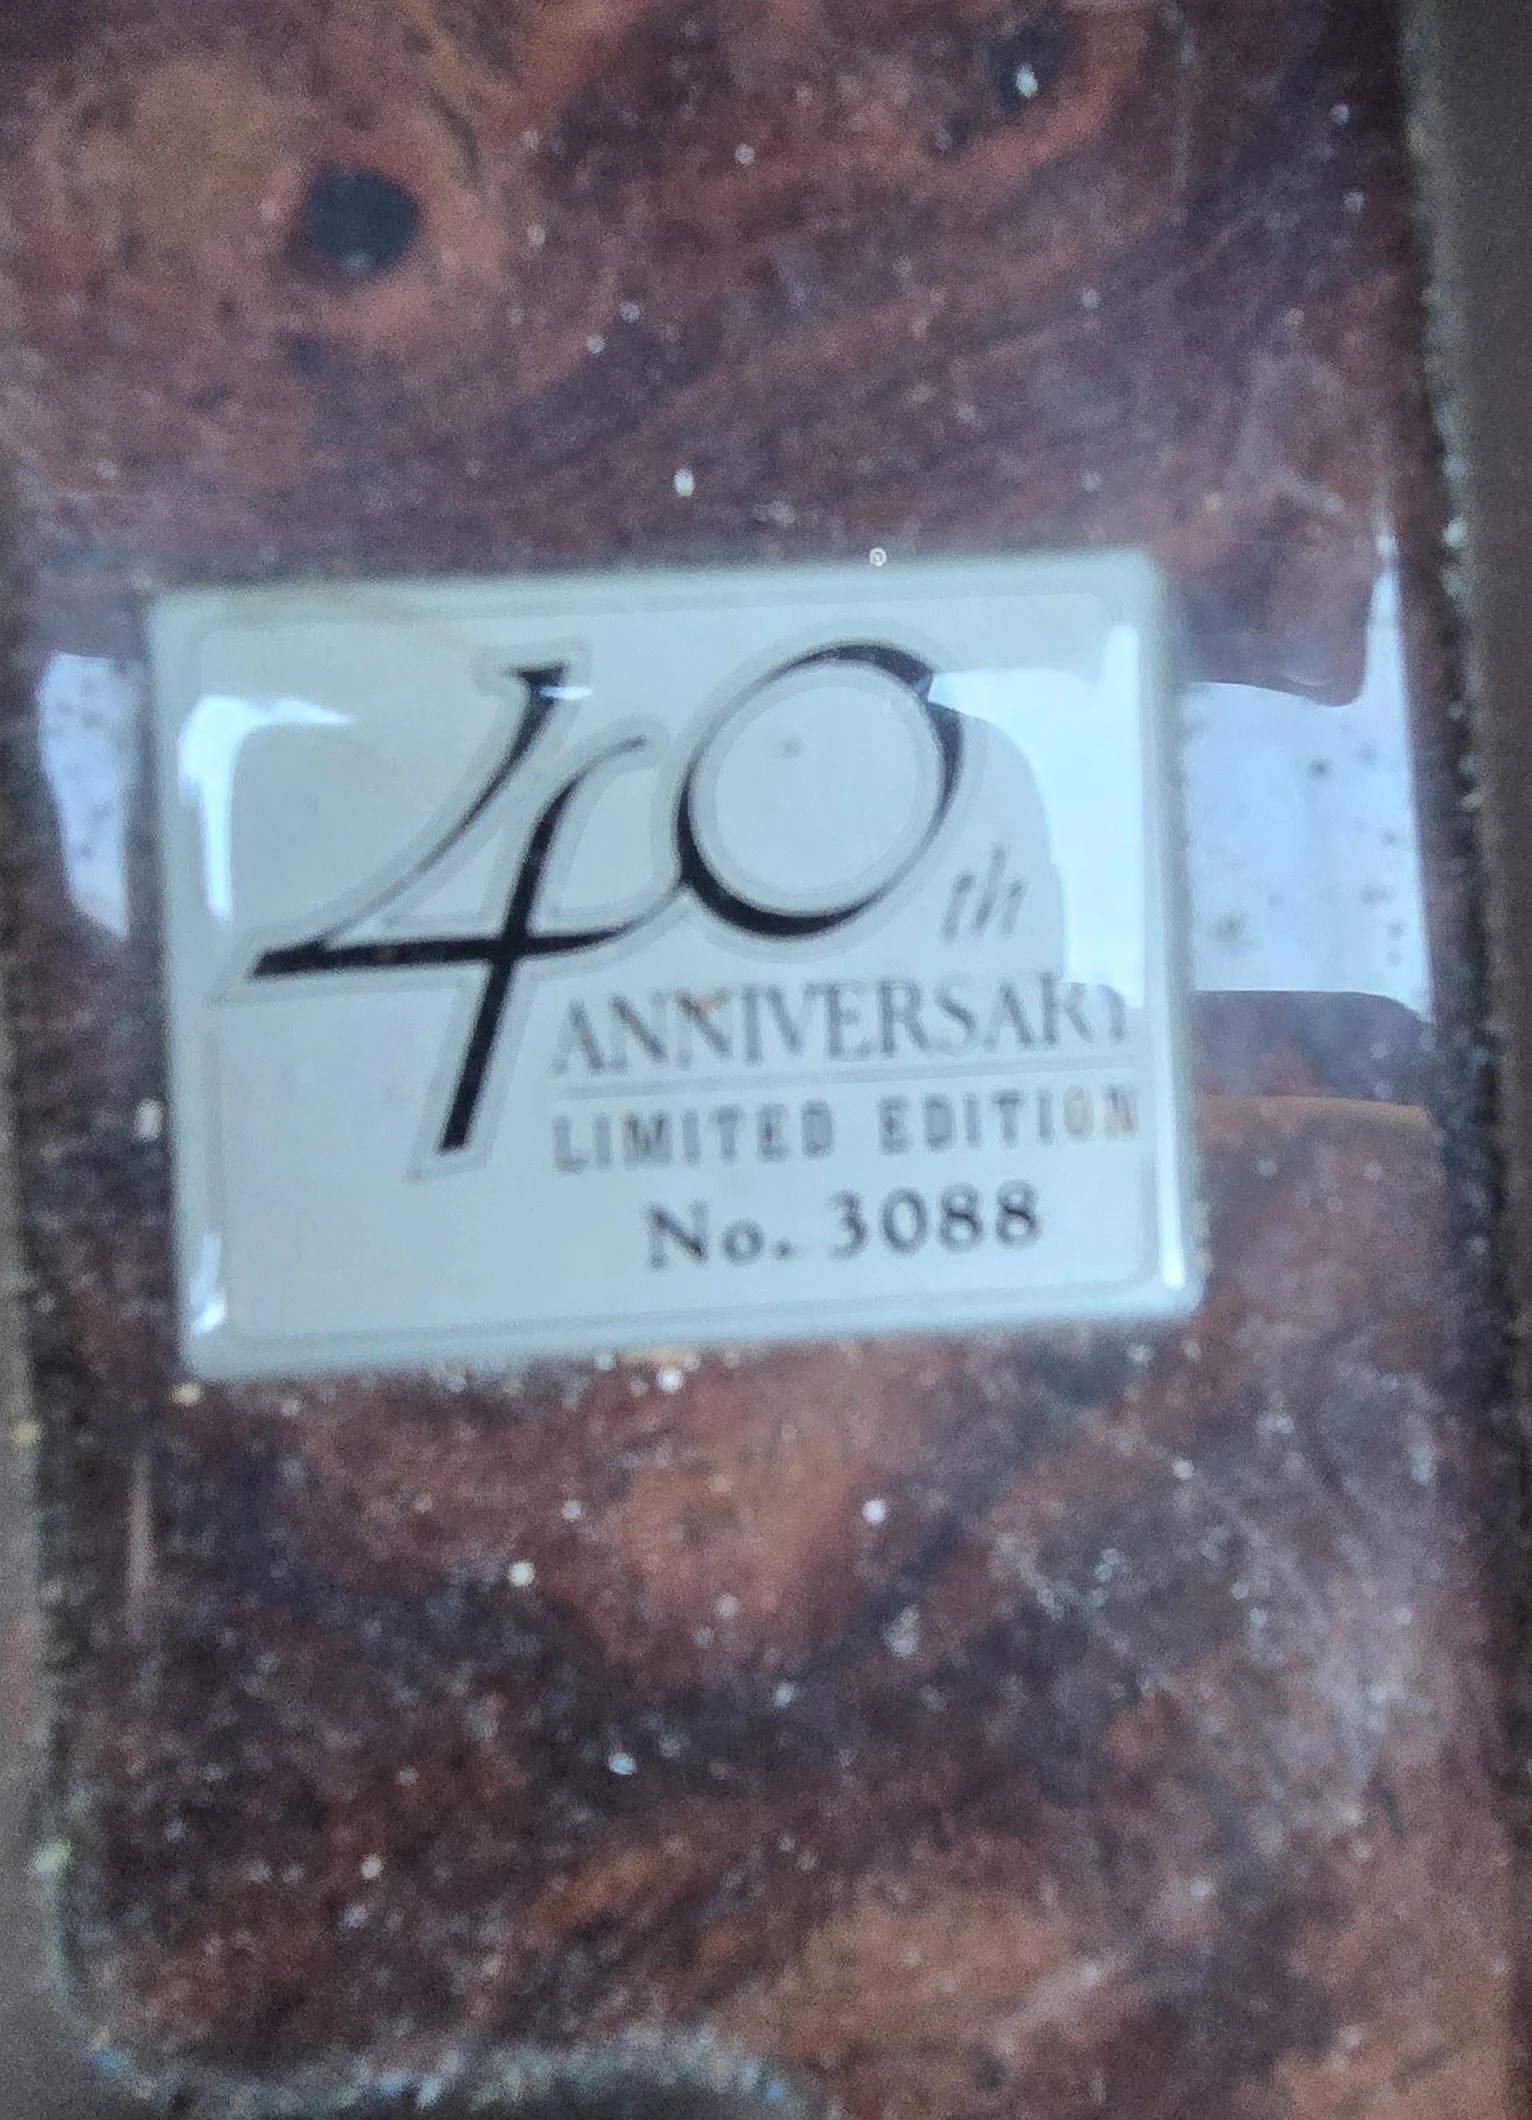 40th
ANNIVERSARY
LIMITED EDITION
No. 3088